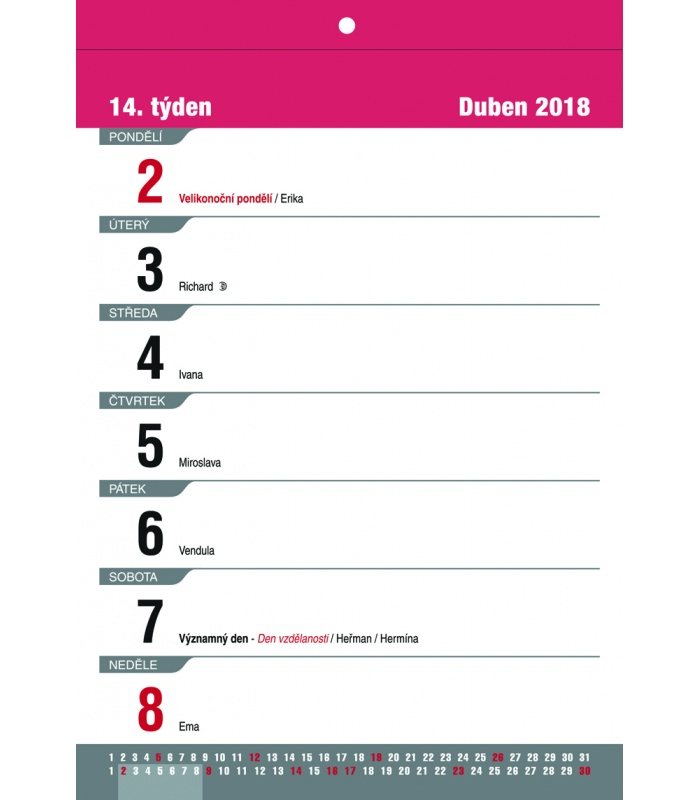 14. týden Duben 2018
PONDĚLÍ
2 Velikonoční pondělí / Erika
ÚTERÝ
3 Richard
STŘEDA
4 Ivana
ČTVRTEK
5 Miroslava
PÁTEK
6 Vendula
SOBOTA
7 Významný den - Den vzdělanosti / Heřman / Hermína
NEDĚLE
8 Ema
1 2 3 4 5 6 7 8 9 10 11 12 13 14 15 16 17 18 19 20 21 22 23 24 25 26 27 28 29 30 31
1 2 3 4 5 6 7 8 9 10 11 12 13 14 15 16 17 18 19 20 21 22 23 24 25 26 27 28 29 30